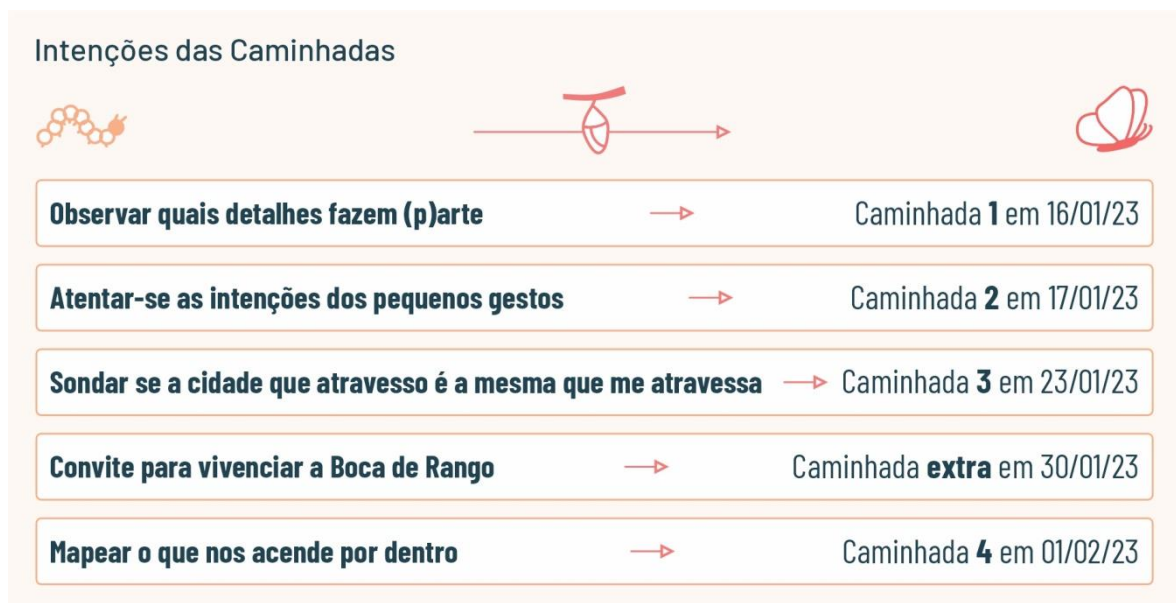 Intenções das Caminhadas
Observar quais detalhes fazem (p)arte Caminhada 1 em 16/01/23
Atentar-se as intenções dos pequenos gestos Caminhada 2 em 17/01/23
Sondar se a cidade que atravesso é a mesma que me atravessa Caminhada 3 em 23/01/23
Convite para vivenciar a Boca de Rango Caminhada extra em 30/01/23
Mapear o que nos acende por dentro Caminhada 4 em 01/02/23